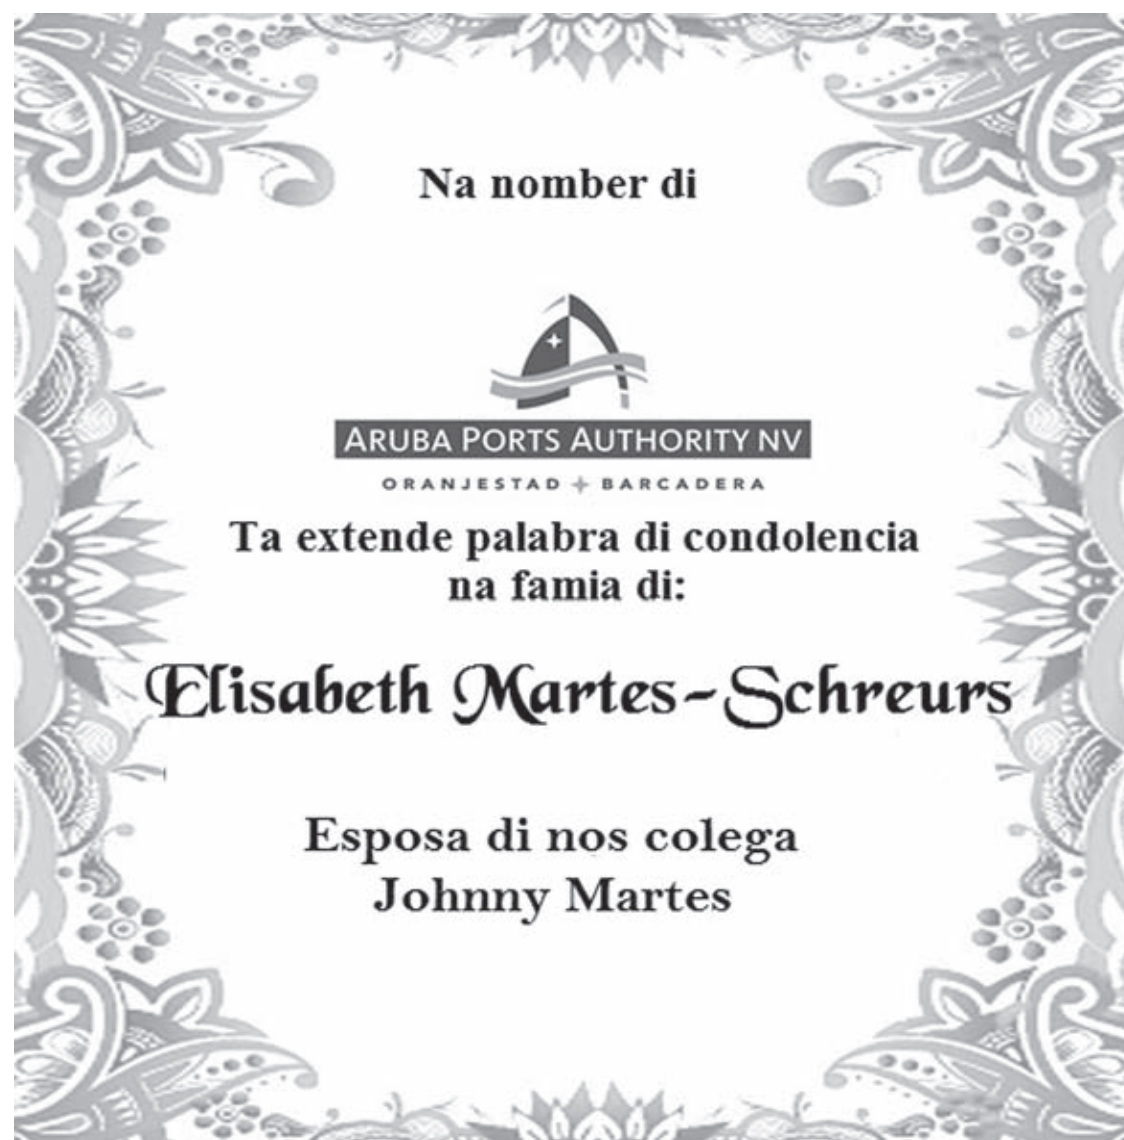 Na nomber di
ARUBA PORTS AUTHORITY NV
ORANJESTAD BARCADERA
Ta extende palabra di condolencia
na famia di:
Elisabeth Martes-Schreurs
Esposa di nos colega
Johnny Martes